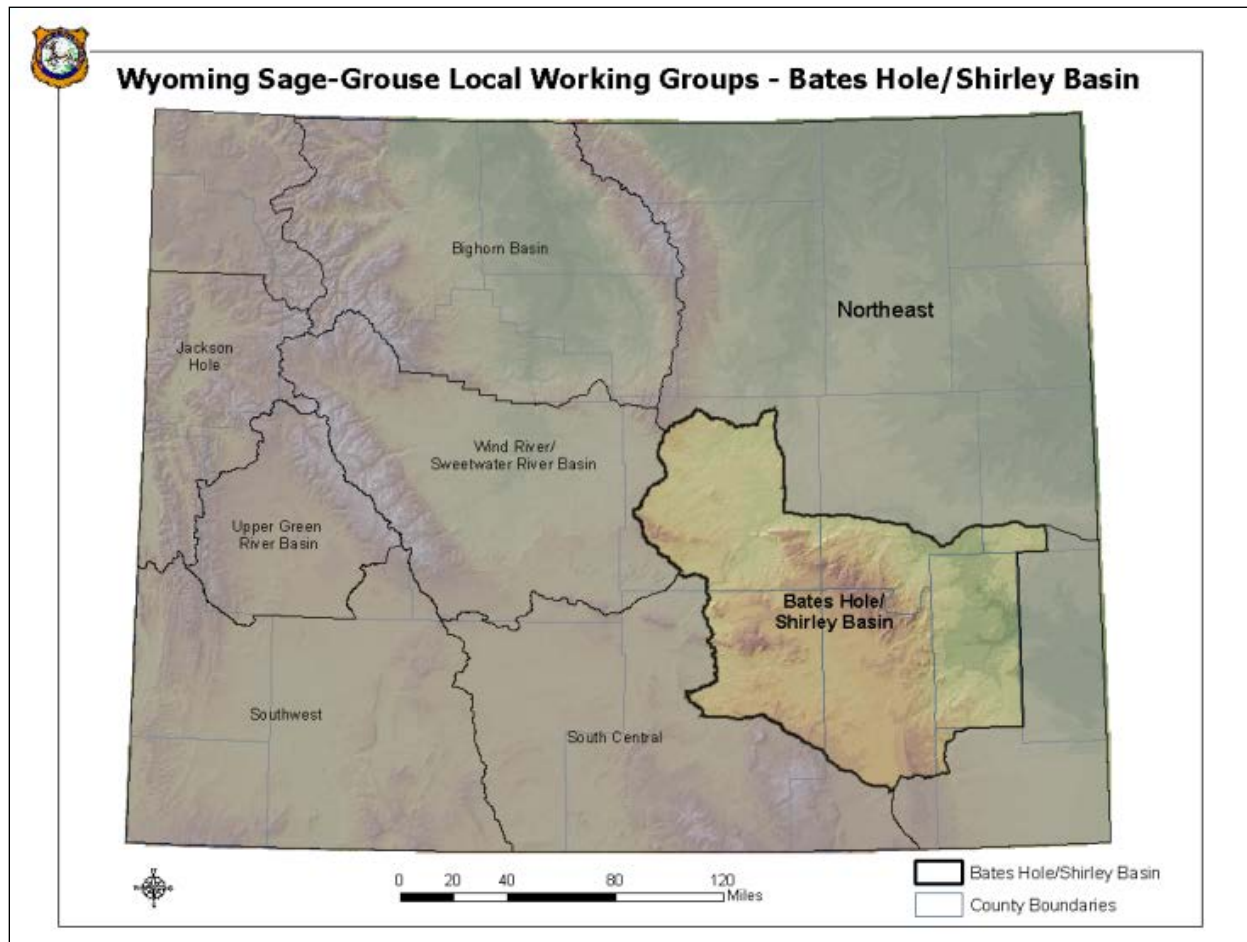 Wyoming Sage-Grouse Local Working Groups - Bates Hole/Shirley Basin
Bighorn Basin
Northeast
Jackson
Hole
Wind River/
Sweetwater River Basin
Upper Green
River Basin
Bates Hole/
Shirley Basin
Southwest
South Central
0 20 40 80 120
Miles
Bates Hole/Shirley Basin
County Boundaries